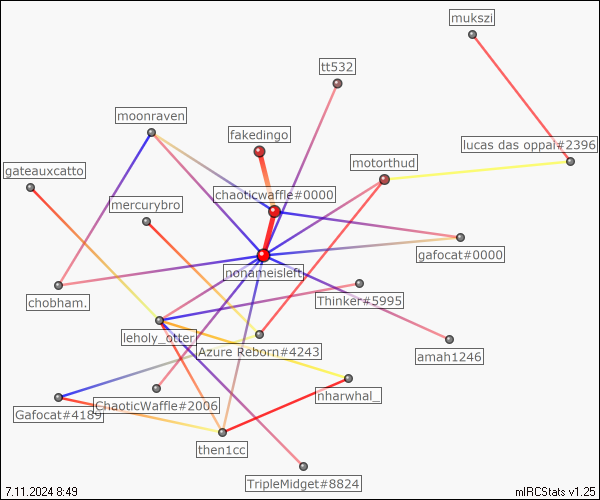 mukszi
tt532
moonraven
fakedingo
lucas das oppai#2396
motorthud
gateauxcatto
chaoticwaffle#0000
mercurybro
gafocat#0000
nonameisleft
chobham.
Thinker#5995
leholy_otter
Azure Reborn#4243
amah1246
nharwhal_
ChaoticWaffle#2006
Gafocat#4189
then1cc
TripleMidget#8824
7.11.2024 8:49
mIRCStats v1.25